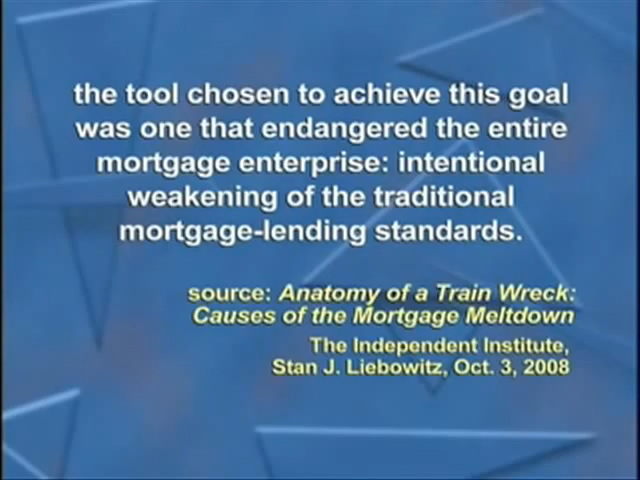 the tool chosen to achieve this goal
was one that endangered the entire
mortgage enterprise: intentional
weakening of the traditional
mortgage-lending standards.
source: Anatomy of a Train Wreck:
Causes of the Mortgage Meltdown
The Independent Institute,
Stan J. Liebowitz, Oct. 3, 2008